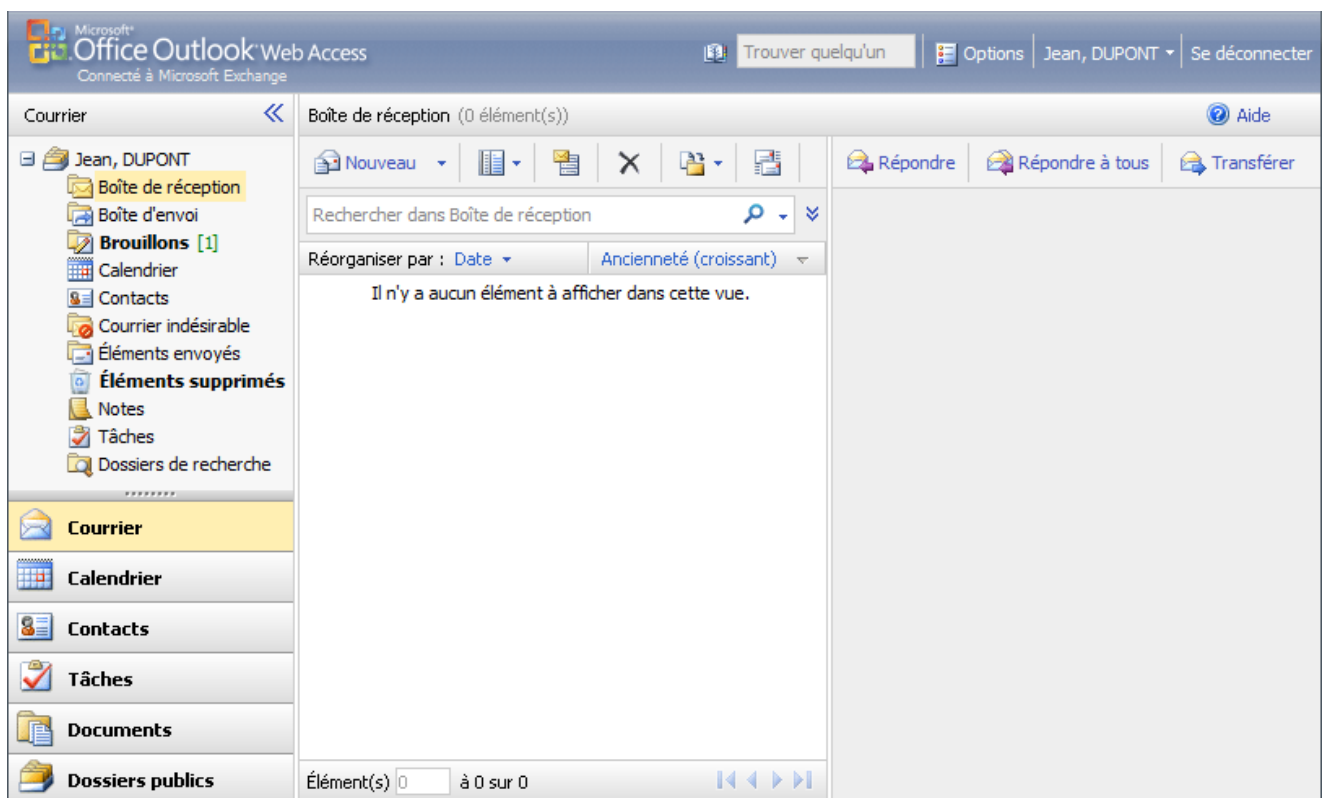 Microsoft®
Office Outlook® Web Access
Connecté à Microsoft Exchange
Trouver quelqu'un
Options
Jean, DUPONT
Se déconnecter
Courrier
Boîte de réception (0 élément(s))
Aide
Jean, DUPONT
Boîte de réception
Boîte d'envoi
Brouillons [1]
Calendrier
Contacts
Courrier indésirable
Éléments envoyés
Éléments supprimés
Notes
Tâches
Dossiers de recherche
Nouveau
Répondre
Répondre à tous
Transférer
Rechercher dans Boîte de réception
Réorganiser par : Date
Ancienneté (croissant)
Il n'y a aucun élément à afficher dans cette vue.
Courrier
Calendrier
Contacts
Tâches
Documents
Dossiers publics
Élément(s) 0 à 0 sur 0